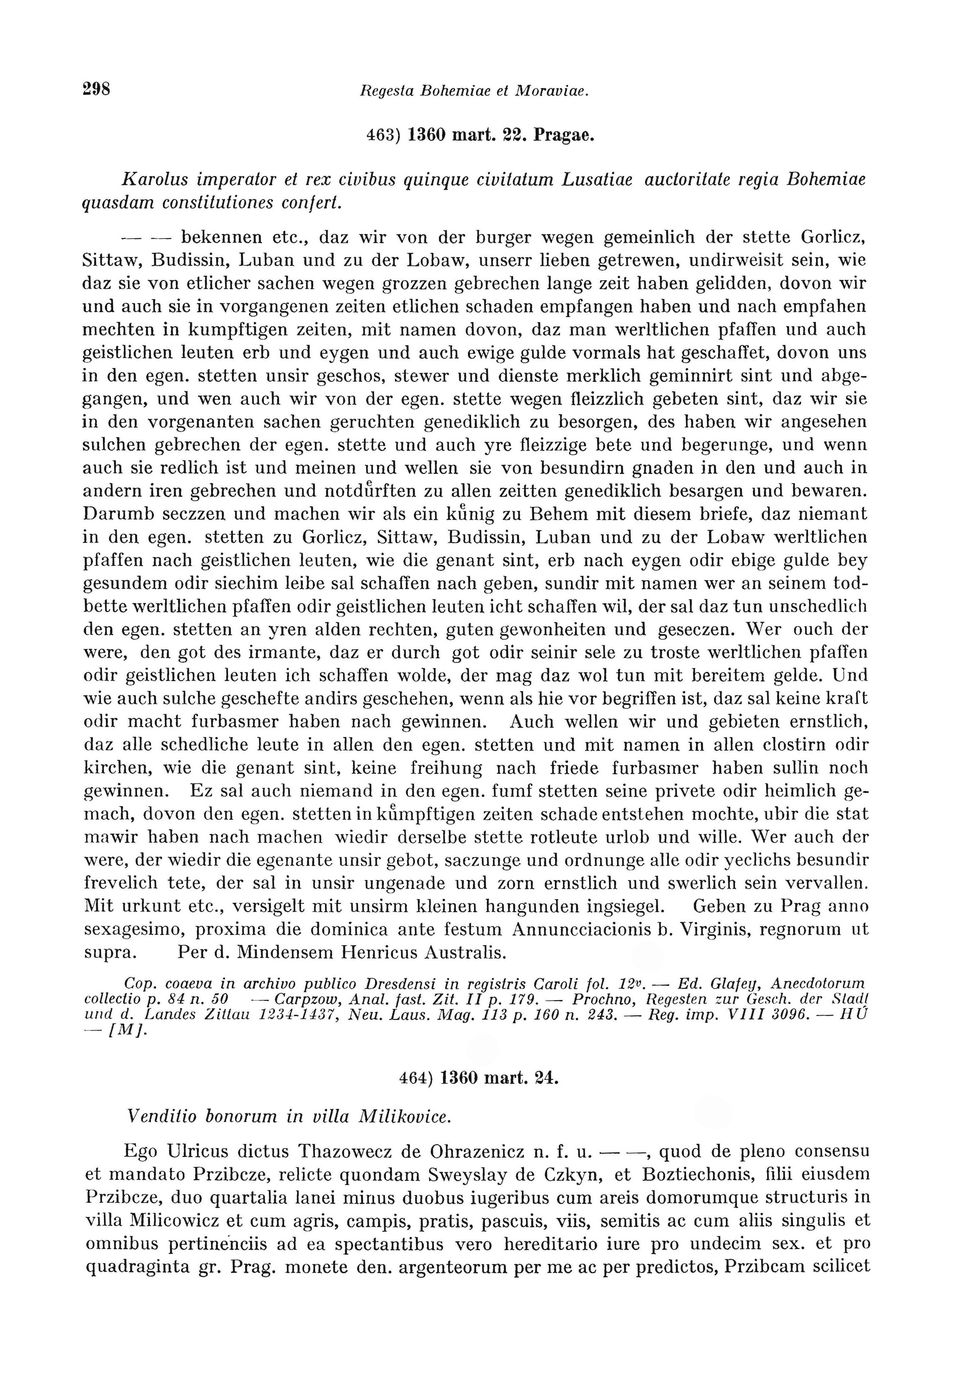 298
Regesta Bohemiae et Moraviae.
463) 1360 mart. 22. Pragae.
Karolus imperator et rex civibus quinque civitatum Lusatiae auctoritate regia Bohemiae
quasdam constitutiones confert.
— — bekennen etc., daz wir von der burger wegen gemeinlich der stette Gorlicz,
Sittaw, Budissin, Luban und zu der Lobaw, unserr lieben getrewen, undirweisit sein, wie
daz sie von etlicher sachen wegen grozzen gebrechen lange zeit haben gelidden, dovon wir
und auch sie in vorgangenen zeiten etlichen schaden empfangen haben und nach empfahen
mechten in kumpftigen zeiten, mit namen dovon, daz man werltlichen pfaffen und auch
geistlichen leuten erb und eygen und auch ewige gulde vormals hat geschaffet, dovon uns
in den egen. stetten unsir geschos, stewer und dienste merklich geminnirt sint und abge-
gangen, und wen auch wir von der egen. stette wegen fleizzlich gebeten sint, daz wir sie
in den vorgenanten sachen geruchten genediklich zu besorgen, des haben wir angesehen
sulchen gebrechen der egen. stette und auch yre fleizzige bete und begerunge, und wenn
auch sie redlich ist und meinen und wellen sie von besundirn gnaden in den und auch in
andern iren gebrechen und notdůrften zu allen zeitten genediklich besargen und bewaren.
Darumb seczzen und machen wir als ein kuͤnig zu Behem mit diesem briefe, daz niemant
in den egen. stetten zu Gorlicz, Sittaw, Budissin, Luban und zu der Lobaw werltlichen
pfaffen nach geistlichen leuten, wie die genant sint, erb nach eygen odir ebige gulde bey
gesundem odir siechim leibe sal schaffen nach geben, sundir mit namen wer an seinem tod-
bette werltlichen pfaffen odir geistlichen leuten icht schaffen wil, der sal daz tun unschedlich
den egen. stetten an yren alden rechten, guten gewonheiten und geseczen. Wer ouch der
were, den got des irmante, daz er durch got odir seinir sele zu troste werltlichen pfaffen
odir geistlichen leuten ich schaffen wolde, der mag daz wol tun mit bereitem gelde. Und
wie auch sulche geschefte andirs geschehen, wenn als hie vor begriffen ist, daz sal keine kraft
odir macht furbasmer haben nach gewinnen. Auch wellen wir und gebieten ernstlich,
daz alle schedliche leute in allen den egen. stetten und mit namen in allen clostirn odir
kirchen, wie die genant sint, keine freihung nach friede furbasmer haben sullin noch
gewinnen. Ez sal auch niemand in den egen. fumf stetten seine privete odir heimlich ge-
mach, dovon den egen. stetten in kuͤmpftigen zeiten schade entstehen mochte, ubir die stat
mawir haben nach machen wiedir derselbe stette rotleute urlob und wille. Wer auch der
were, der wiedir die egenante unsir gebot, saczunge und ordnunge alle odir yeclichs besundir
frevelich tete, der sal in unsir ungenade und zorn ernstlich und swerlich sein vervallen.
Mit urkunt etc., versigelt mit unsirm kleinen hangunden ingsiegel. Geben zu Prag anno
sexagesimo, proxima die dominica ante festum Annuncciacionis b. Virginis, regnorum ut
supra. Per d. Mindensem Henricus Australis.
Cop. coaeva in archivo publico Dresdensi in registris Caroli fol. 12v. — Ed. Glafey, Anecdotorum
collectio p. 84 n. 50 — Carpzow, Anal. fast. Zit. II p. 179. — Prochno, Regesten zur Gesch. der Stadt
und d. Landes Zittau 1234-1437, Neu. Laus. Mag. 113 p. 160 n. 243. — Reg. imp. VIII 3096. — HÚ
— [M].
464) 1360 mart. 24.
Venditio bonorum in villa Milikovice.
Ego Ulricus dictus Thazowecz de Ohrazenicz n. f. u. — —, quod de pleno consensu
et mandato Przibcze, relicte quondam Sweyslay de Czkyn, et Boztiechonis, filii eiusdem
Przibcze, duo quartalia lanei minus duobus iugeribus cum areis domorumque structuris in
villa Milicowicz et cum agris, campis, pratis, pascuis, viis, semitis ac cum aliis singulis et
omnibus pertinenciis ad ea spectantibus vero hereditario iure pro undecim sex. et pro
quadraginta gr. Prag. monete den. argenteorum per me ac per predictos, Przibcam scilicet